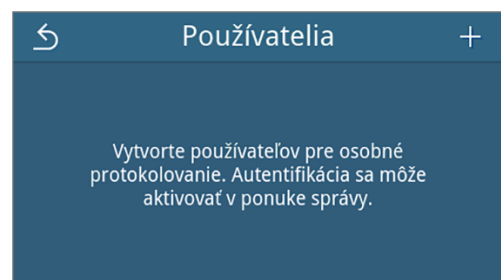 Používatelia
Vytvorte používateľov pre osobné
protokolovanie. Autentifikácia sa môže
aktivovať v ponuke správy.